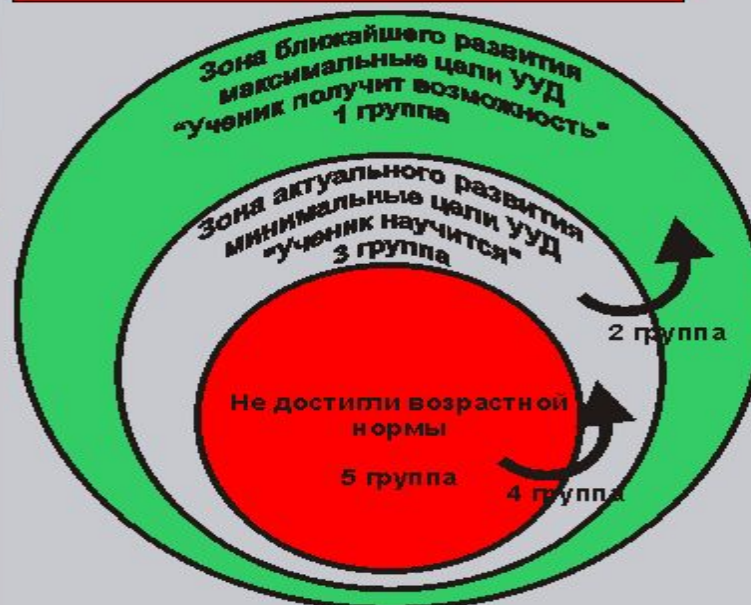 Зона ближайшего развития
максимальные цели УУД
"Ученик получит возможность"
1 группа
Зона актуального развития
минимальные цели УУД
"Ученик научится"
3 группа
2 группа
Не достигли возрастной
нормы
5 группа
4 группа